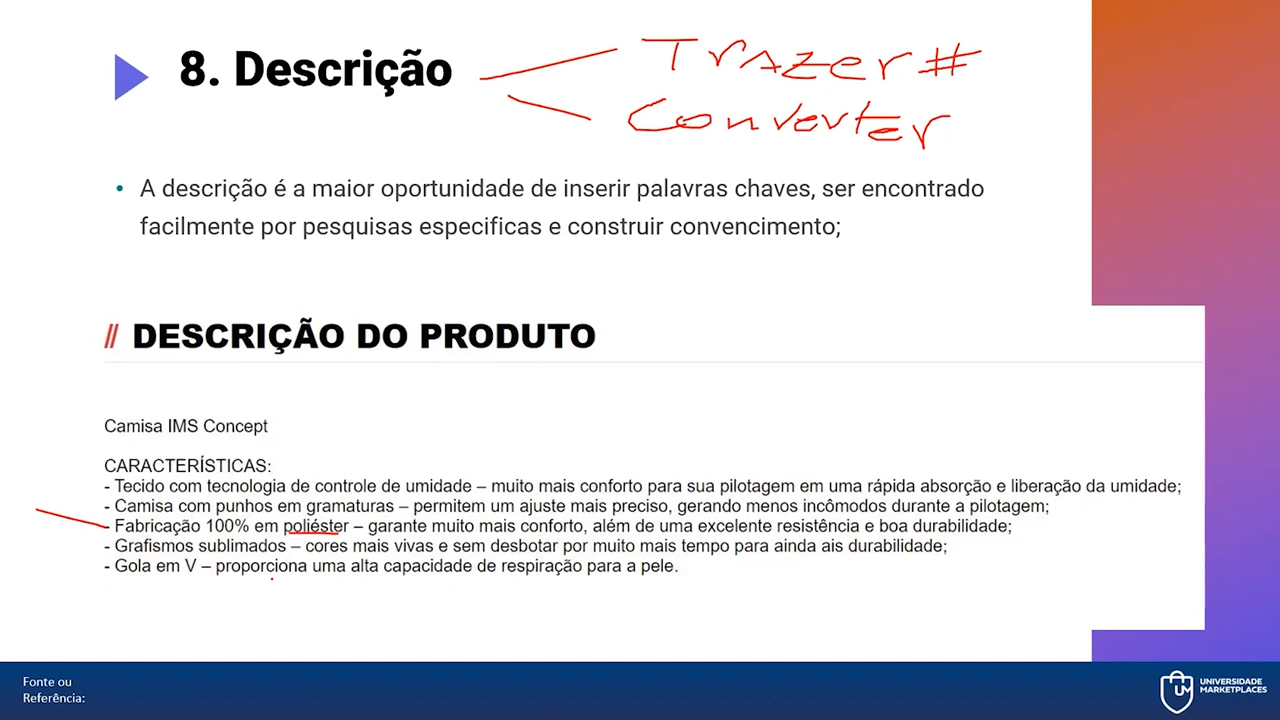 8. Descrição
Trazer #
Converter
• A descrição é a maior oportunidade de inserir palavras chaves, ser encontrado
facilmente por pesquisas especificas e construir convencimento;
// DESCRIÇÃO DO PRODUTO
Camisa IMS Concept
CARACTERÍSTICAS:
- Tecido com tecnologia de controle de umidade – muito mais conforto para sua pilotagem em uma rápida absorção e liberação da umidade;
- Camisa com punhos em gramaturas – permitem um ajuste mais preciso, gerando menos incômodos durante a pilotagem;
- Fabricação 100% em poliéster – garante muito mais conforto, além de uma excelente resistência e boa durabilidade;
- Grafismos sublimados – cores mais vivas e sem desbotar por muito mais tempo para ainda ais durabilidade;
- Gola em V – proporciona uma alta capacidade de respiração para a pele.
Fonte ou
Referência:
UM
UNIVERSIDADE
MARKETPLACES